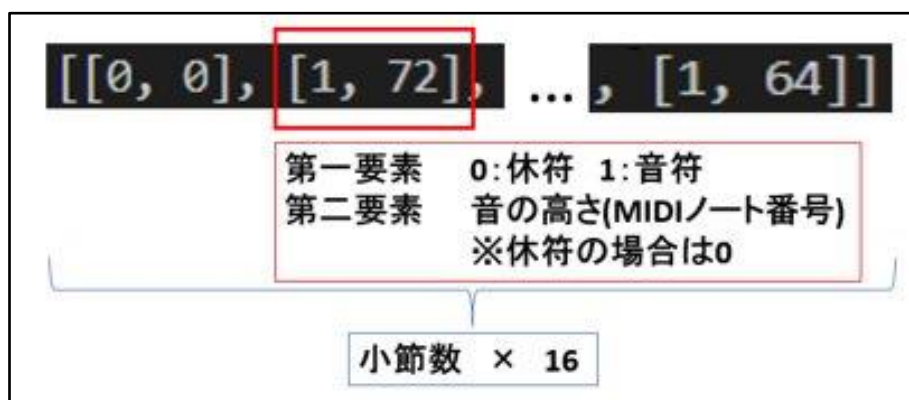 [[0, 0], [1, 72], ... , [1, 64]]
第一要素 0:休符 1:音符
第二要素 音の高さ(MIDIノート番号)
※休符の場合は0
小節数 × 16